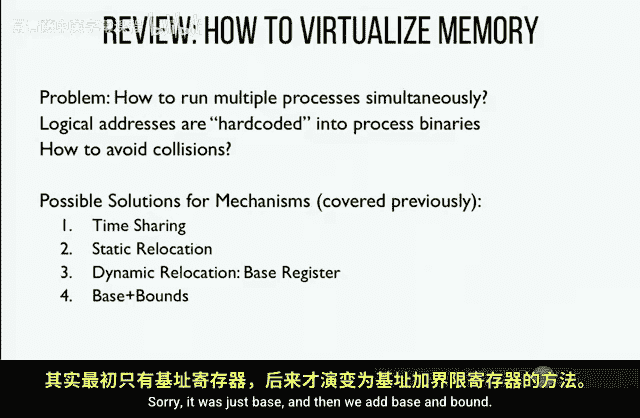 REVIEW: HOW TO VIRTUALIZE MEMORY
Problem: How to run multiple processes simultaneously?
Logical addresses are “hardcoded” into process binaries
How to avoid collisions?
Possible Solutions for Mechanisms (covered previously):
1. Time Sharing
2. Static Relocation
3. Dynamic Relocation: Base Register
4. Base+Bounds
其实最初只有基址寄存器，后来才演变为基址加界限寄存器的方法。
Sorry, it was just base, and then we add base and bound.